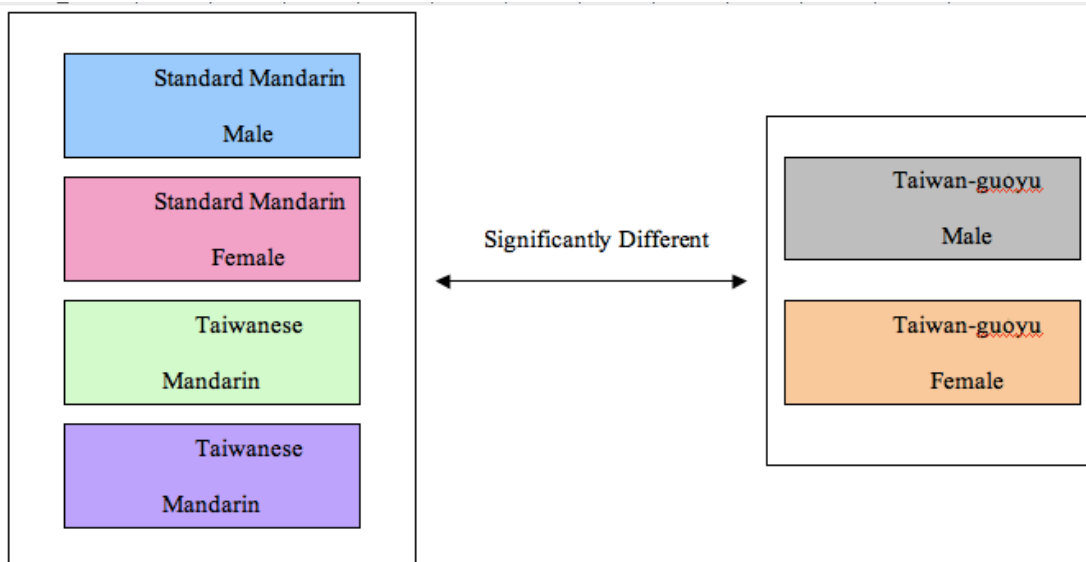 Standard Mandarin
Male
Standard Mandarin
Female
Taiwanese
Mandarin
Taiwanese
Mandarin
Significantly Different
Taiwan-guoyu
Male
Taiwan-guoyu
Female